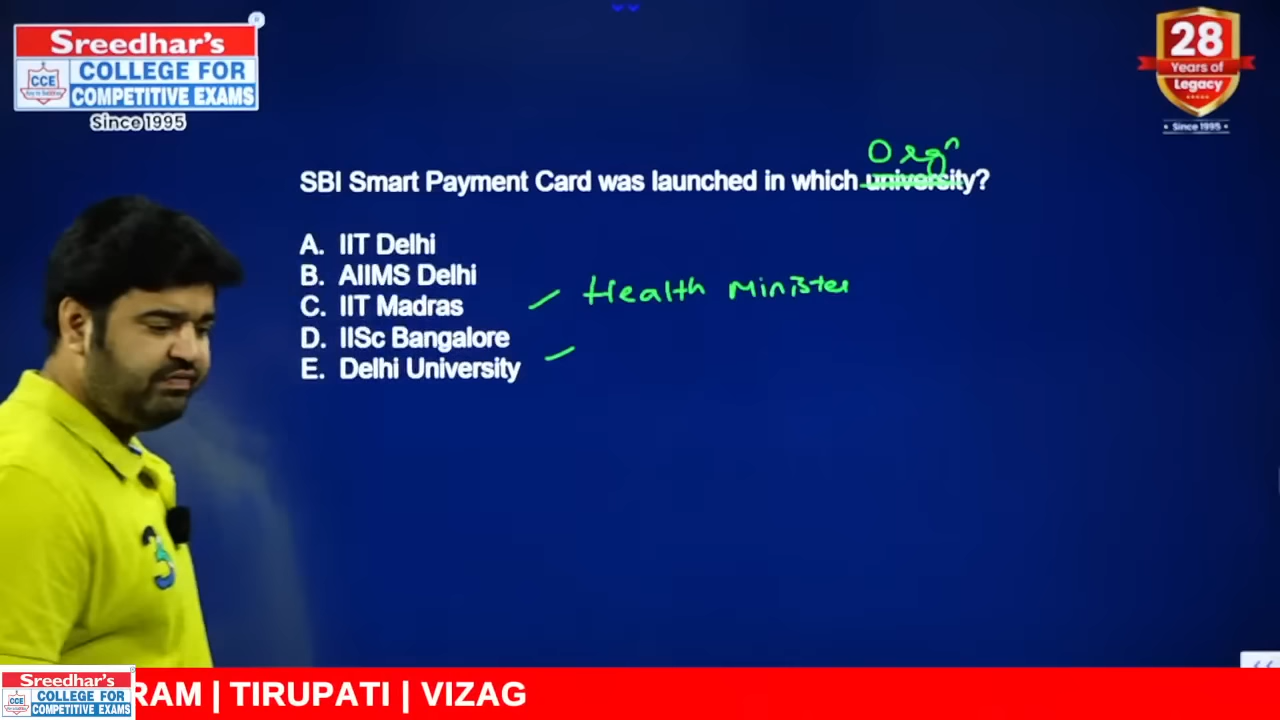 Sreedhar's
CCE
COLLEGE FOR
COMPETITIVE EXAMS
Since 1995
28
Years of
Legacy
• Since 1995 •
Orgn
SBI Smart Payment Card was launched in which university?
A. IIT Delhi
B. AIIMS Delhi
C. IIT Madras
Health Minister
D. IISc Bangalore
E. Delhi University
3
Sreedhar's
CCE
COLLEGE FOR
COMPETITIVE EXAMS
RAM | TIRUPATI | VIZAG